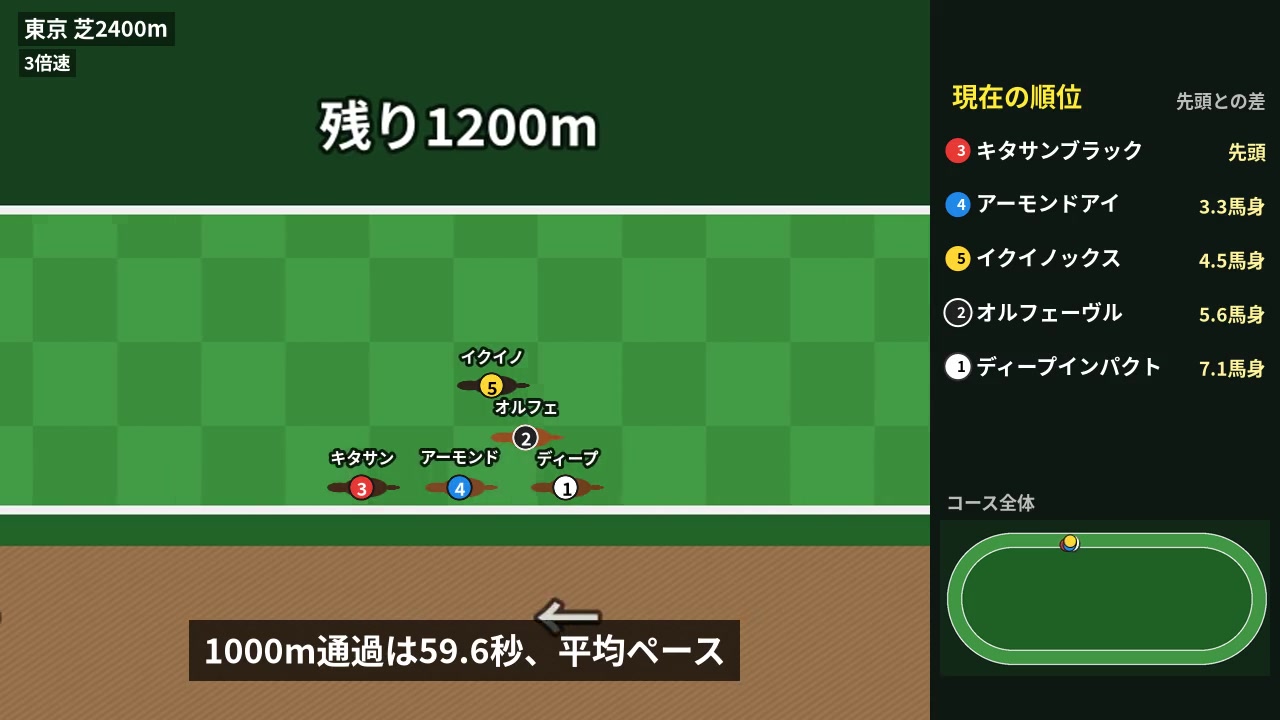 東京 芝2400m
3倍速
残り1200m
イクイノ
5
オルフェ
2
キタサン
アーモンド
ディープ
3
4
1
1000m通過は59.6秒、平均ペース
現在の順位
先頭との差
3 キタサンブラック 先頭
4 アーモンドアイ 3.3馬身
5 イクイノックス 4.5馬身
2 オルフェーヴル 5.6馬身
1 ディープインパクト 7.1馬身
コース全体